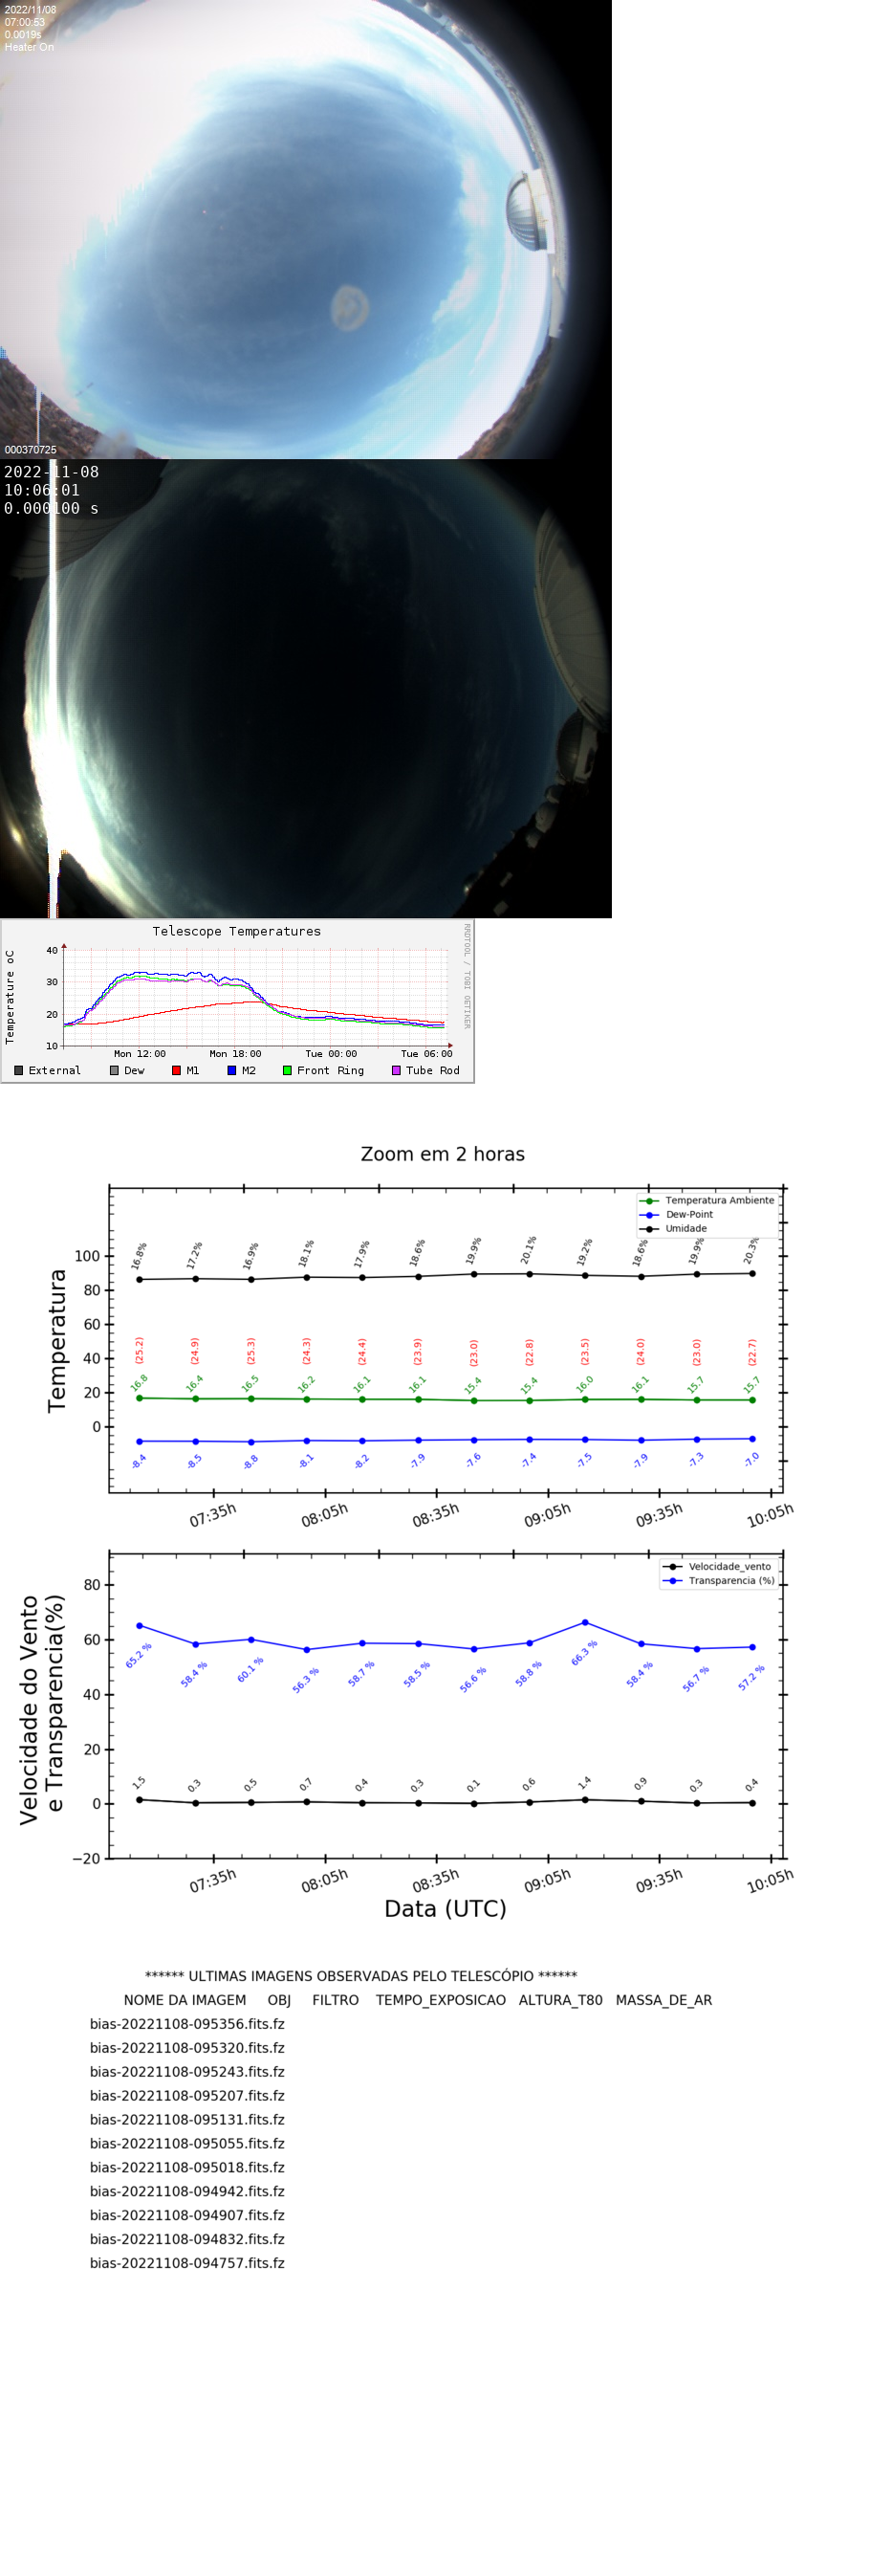 2022/11/08
07:00:53
0.0019s
Heater On
000370725
2022-11-08
10:06:01
0.000100 s
Telescope Temperatures
RRDTOOL / TOBI OETIKER
Temperature oC
40
30
20
10
Mon 12:00 Mon 18:00 Tue 00:00 Tue 06:00
External Dew M1 M2 Front Ring Tube Rod
Zoom em 2 horas
Temperatura Ambiente
Dew-Point
Umidade
Temperatura
100
80
60
40
20
0
16.8% 17.2% 16.9% 18.1% 17.9% 18.6% 19.9% 20.1% 19.2% 18.6% 19.9% 20.3%
(25.2) (24.9) (25.3) (24.3) (24.4) (23.9) (23.0) (22.8) (23.5) (24.0) (23.0) (22.7)
16.8 16.4 16.5 16.2 16.1 16.1 15.4 15.4 16.0 16.1 15.7 15.7
-8.4 -8.5 -8.8 -8.1 -8.2 -7.9 -7.6 -7.4 -7.5 -7.9 -7.3 -7.0
07:35h 08:05h 08:35h 09:05h 09:35h 10:05h
Velocidade_vento
Transparencia (%)
Velocidade do Vento
e Transparencia(%)
80
60
40
20
0
−20
65.2 % 58.4 % 60.1 % 56.3 % 58.7 % 58.5 % 56.6 % 58.8 % 66.3 % 58.4 % 56.7 % 57.2 %
1.5 0.3 0.5 0.7 0.4 0.3 0.1 0.6 1.4 0.9 0.3 0.4
07:35h 08:05h 08:35h 09:05h 09:35h 10:05h
Data (UTC)
****** ULTIMAS IMAGENS OBSERVADAS PELO TELESCÓPIO ******
NOME DA IMAGEM OBJ FILTRO TEMPO_EXPOSICAO ALTURA_T80 MASSA_DE_AR
bias-20221108-095356.fits.fz
bias-20221108-095320.fits.fz
bias-20221108-095243.fits.fz
bias-20221108-095207.fits.fz
bias-20221108-095131.fits.fz
bias-20221108-095055.fits.fz
bias-20221108-095018.fits.fz
bias-20221108-094942.fits.fz
bias-20221108-094907.fits.fz
bias-20221108-094832.fits.fz
bias-20221108-094757.fits.fz